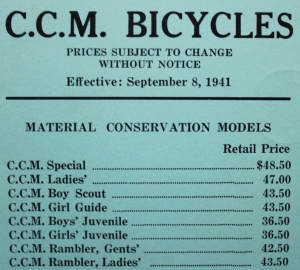 C.C.M. BICYCLES
PRICES SUBJECT TO CHANGE
WITHOUT NOTICE
Effective: September 8, 1941
MATERIAL CONSERVATION MODELS
Retail Price
C.C.M. Special $48.50
C.C.M. Ladies' 47.00
C.C.M. Boy Scout 43.50
C.C.M. Girl Guide 43.50
C.C.M. Boys' Juvenile 36.50
C.C.M. Girls' Juvenile 36.50
C.C.M. Rambler, Gents' 42.50
C.C.M. Rambler, Ladies' 43.50